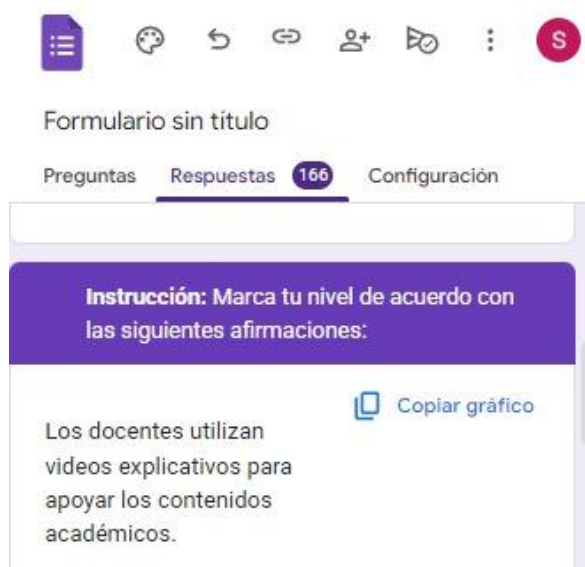 S
Formulario sin título
Preguntas Respuestas 166 Configuración
Instrucción: Marca tu nivel de acuerdo con
las siguientes afirmaciones:
Copiar gráfico
Los docentes utilizan
videos explicativos para
apoyar los contenidos
académicos.